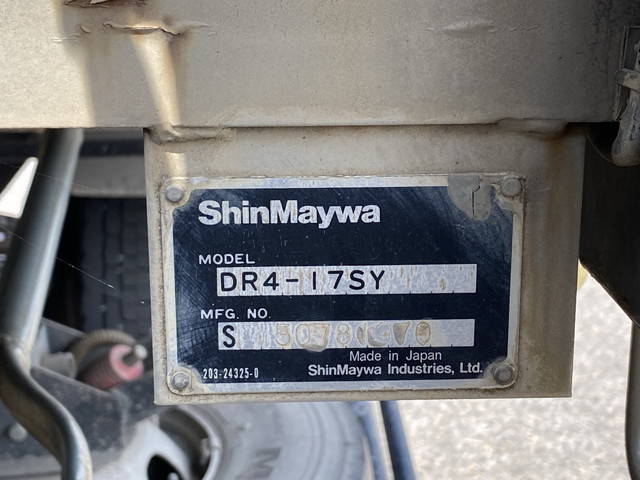 ShinMaywa
MODEL
DR4-17SY
MFG. NO.
S
Made in Japan
203-24325-0
ShinMaywa Industries, Ltd.